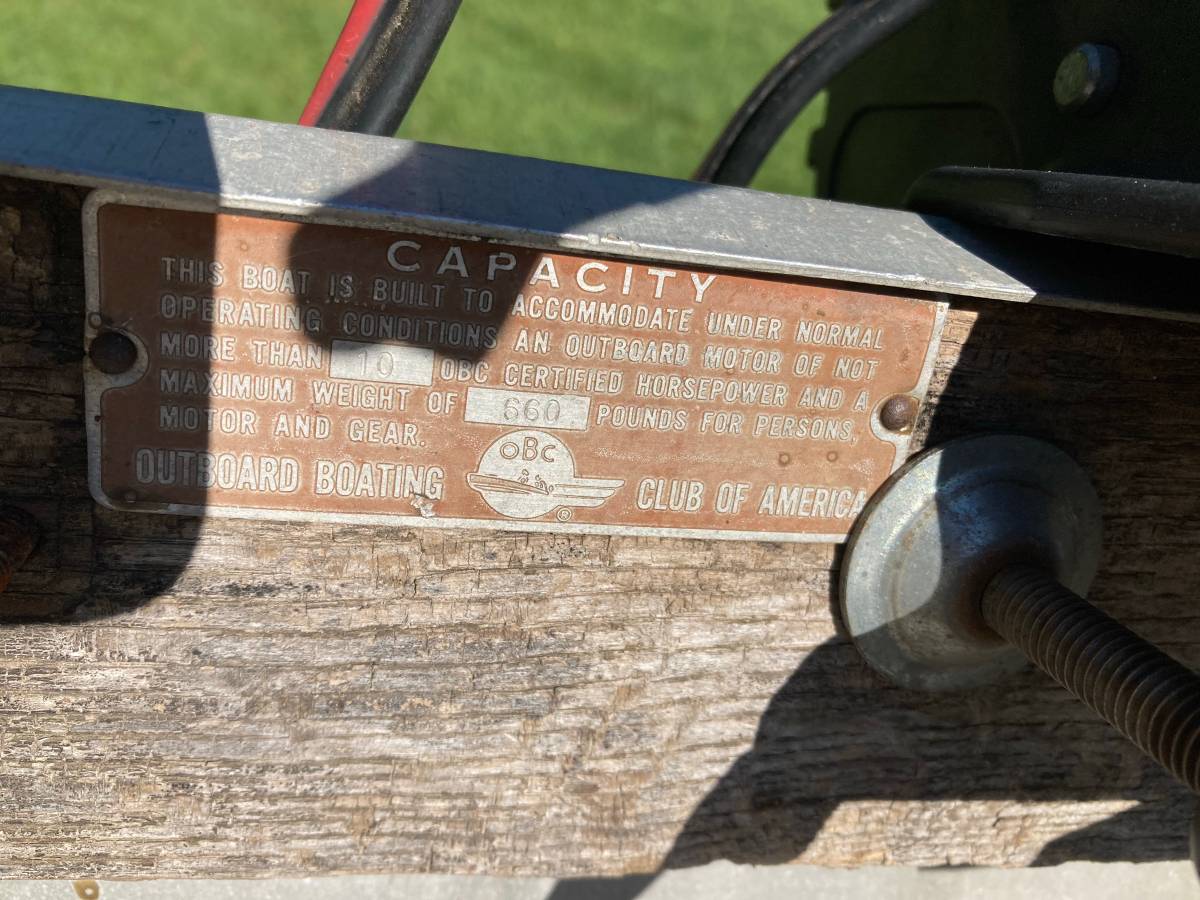 CAPACITY
THIS BOAT IS BUILT TO ACCOMMODATE UNDER NORMAL
OPERATING CONDITIONS AN OUTBOARD MOTOR OF NOT
MORE THAN 10 OBC CERTIFIED HORSEPOWER AND A
MAXIMUM WEIGHT OF 660 POUNDS FOR PERSONS,
MOTOR AND GEAR.
OUTBOARD BOATING OBC ® CLUB OF AMERICA